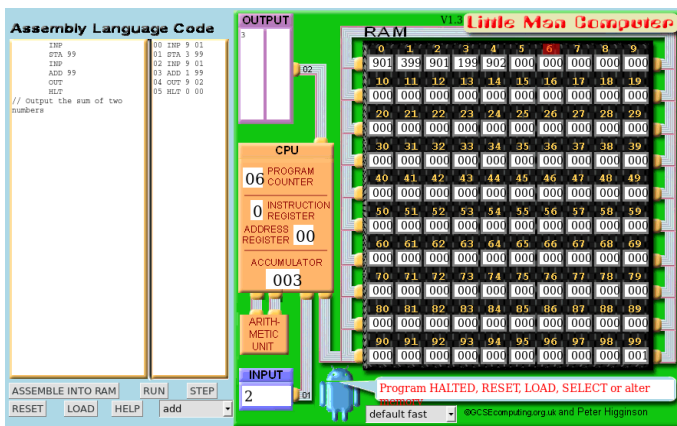 Assembly Language Code
INP
STA 99
INP
ADD 99
OUT
HLT
// Output the sum of two
numbers
00 INP 9 01
01 STA 3 99
02 INP 9 01
03 ADD 1 99
04 OUT 9 02
05 HLT 0 00
ASSEMBLE INTO RAM RUN STEP
RESET LOAD HELP add
OUTPUT
3
02
CPU
06 PROGRAM
COUNTER
0 INSTRUCTION
REGISTER
ADDRESS
REGISTER 00
ACCUMULATOR
003
ARITH-
METIC
UNIT
INPUT
2
01
V1.3 Little Man Computer
RAM
0 1 2 3 4 5 6 7 8 9
901 399 901 199 902 000 000 000 000 000
10 11 12 13 14 15 16 17 18 19
000 000 000 000 000 000 000 000 000 000
20 21 22 23 24 25 26 27 28 29
000 000 000 000 000 000 000 000 000 000
30 31 32 33 34 35 36 37 38 39
000 000 000 000 000 000 000 000 000 000
40 41 42 43 44 45 46 47 48 49
000 000 000 000 000 000 000 000 000 000
50 51 52 53 54 55 56 57 58 59
000 000 000 000 000 000 000 000 000 000
60 61 62 63 64 65 66 67 68 69
000 000 000 000 000 000 000 000 000 000
70 71 72 73 74 75 76 77 78 79
000 000 000 000 000 000 000 000 000 000
80 81 82 83 84 85 86 87 88 89
000 000 000 000 000 000 000 000 000 000
90 91 92 93 94 95 96 97 98 99
000 000 000 000 000 000 000 000 000 001
Program HALTED, RESET, LOAD, SELECT or alter
memory
default fast ©GCSEcomputing.org.uk and Peter Higginson